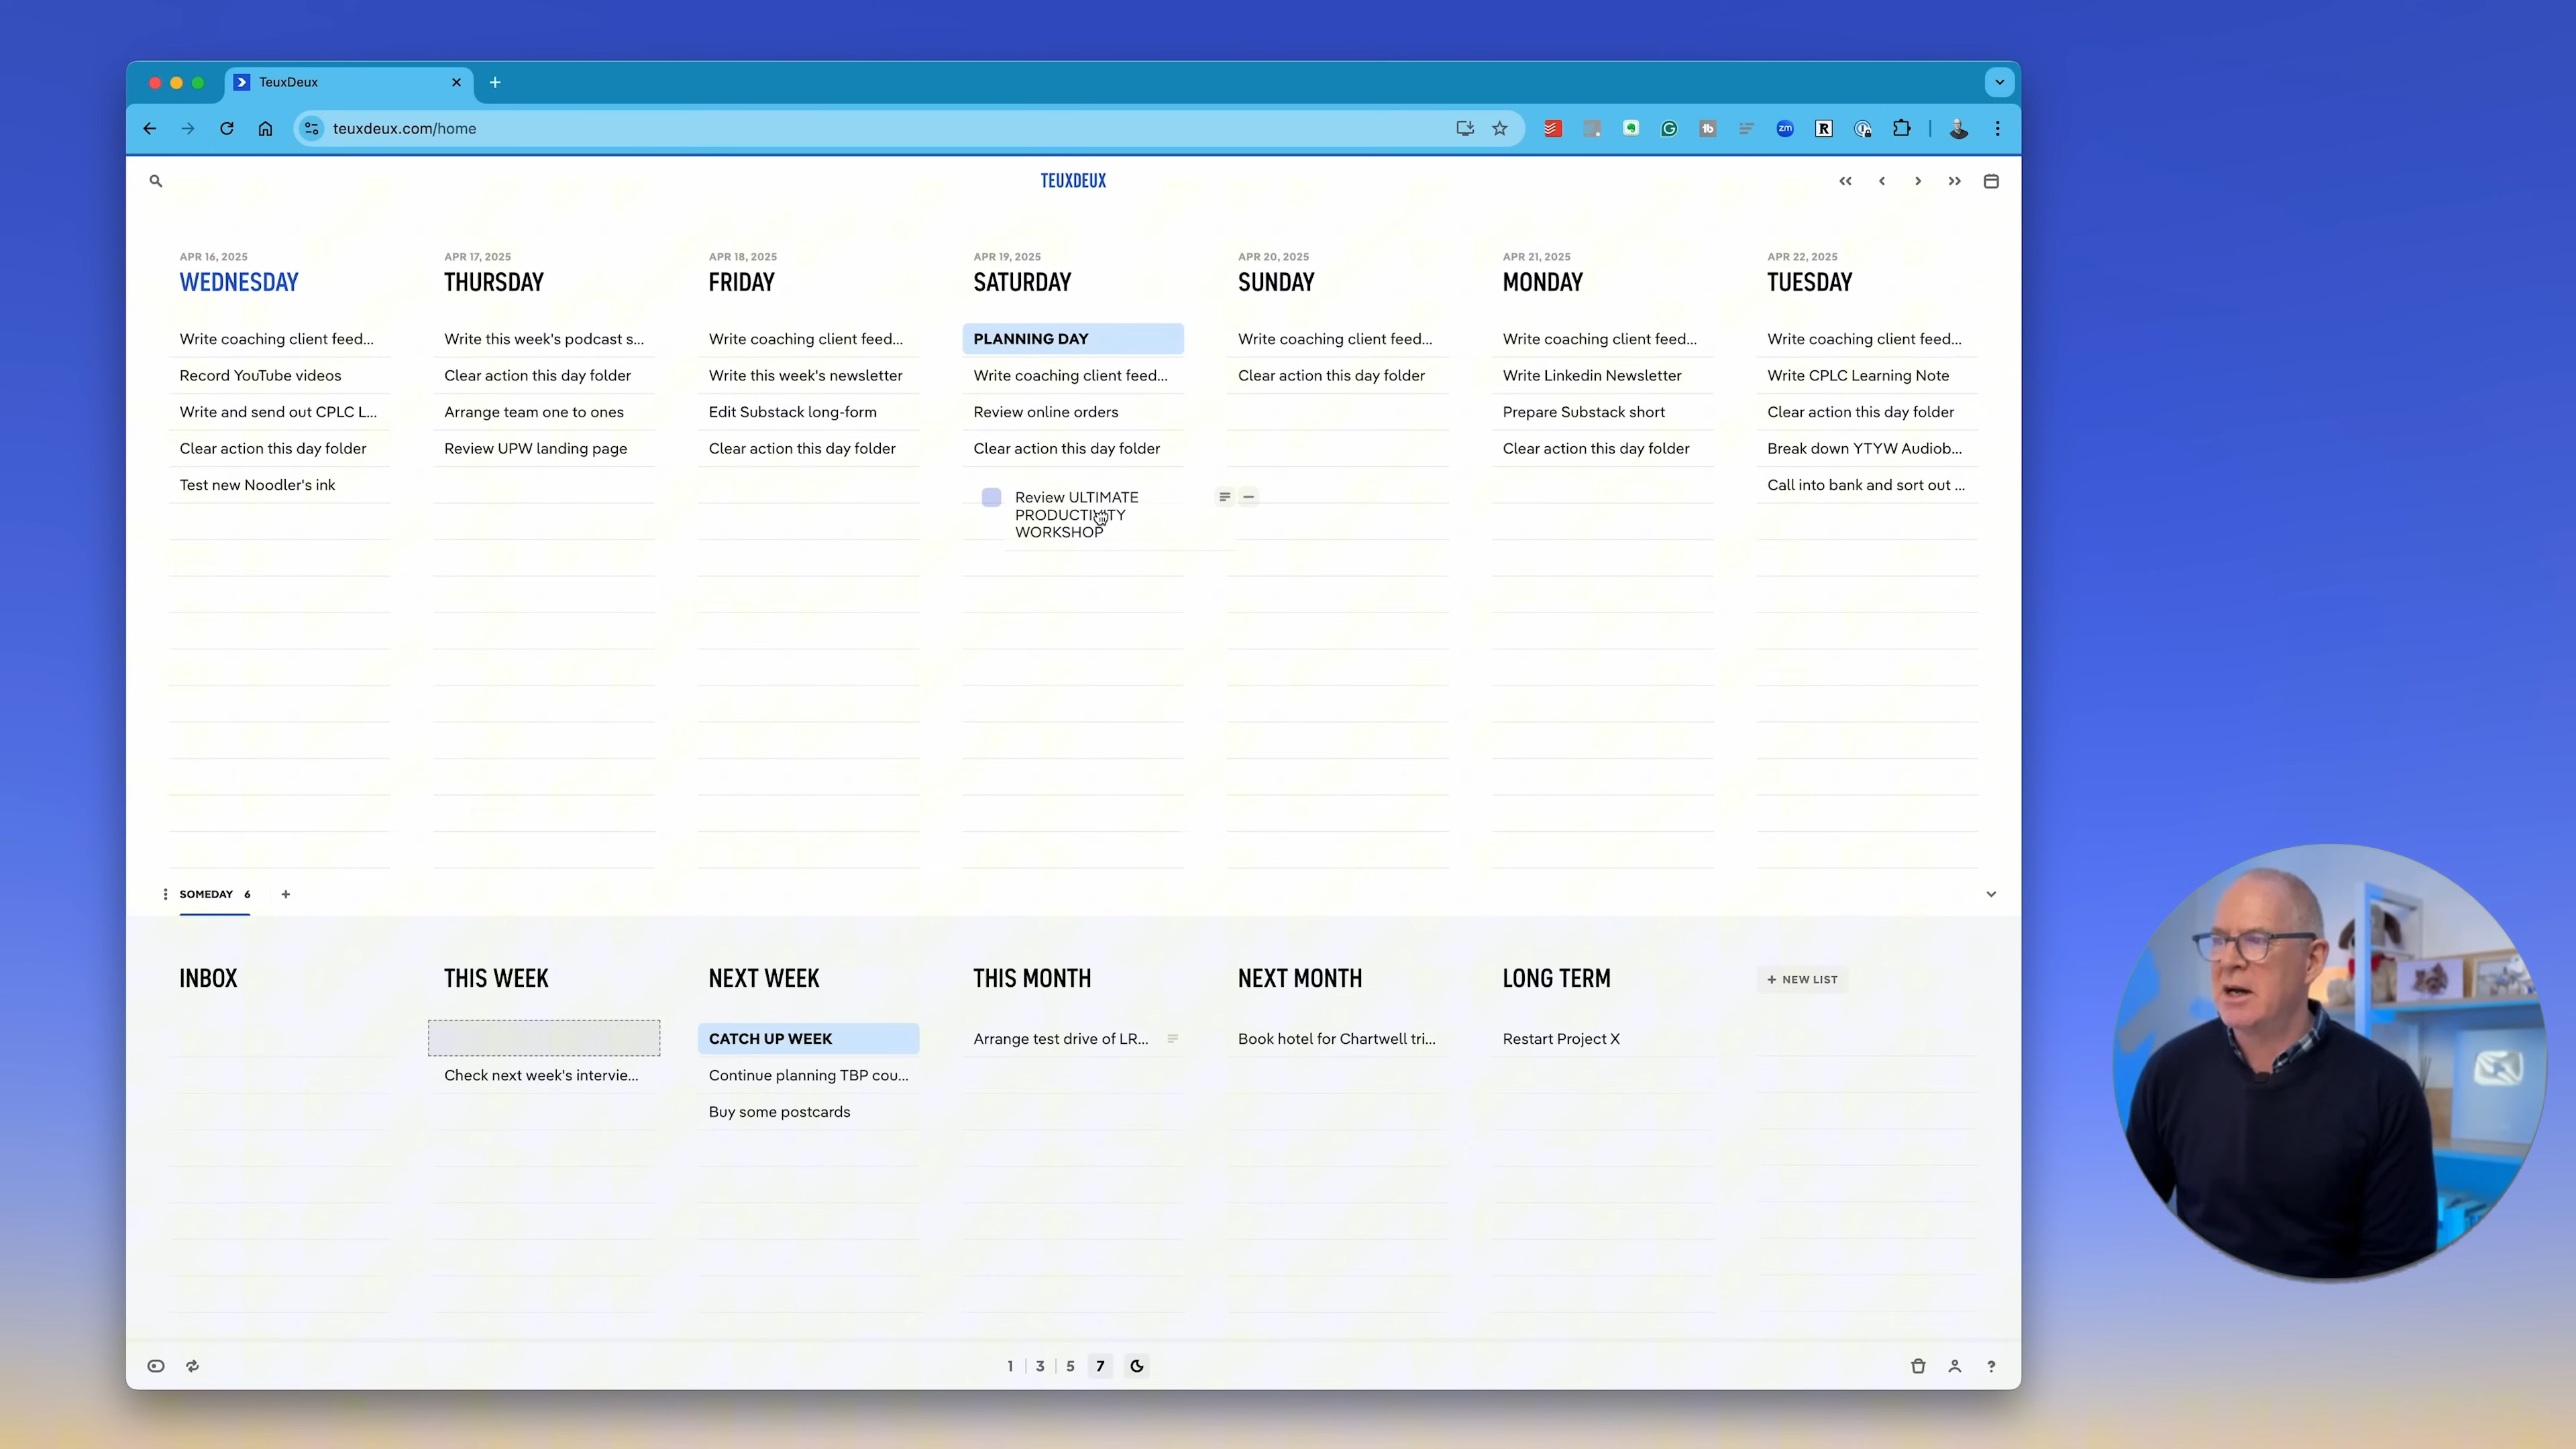 TeuxDeux
teuxdeux.com/home
zm
R
TEUXDEUX
APR 16, 2025
WEDNESDAY
Write coaching client feed...
Record YouTube videos
Write and send out CPLC L...
Clear action this day folder
Test new Noodler's ink
APR 17, 2025
THURSDAY
Write this week's podcast s...
Clear action this day folder
Arrange team one to ones
Review UPW landing page
APR 18, 2025
FRIDAY
Write coaching client feed...
Write this week's newsletter
Edit Substack long-form
Clear action this day folder
APR 19, 2025
SATURDAY
PLANNING DAY
Write coaching client feed...
Review online orders
Clear action this day folder
Review ULTIMATE
PRODUCTIVITY
WORKSHOP
APR 20, 2025
SUNDAY
Write coaching client feed...
Clear action this day folder
APR 21, 2025
MONDAY
Write coaching client feed...
Write Linkedin Newsletter
Prepare Substack short
Clear action this day folder
APR 22, 2025
TUESDAY
Write coaching client feed...
Write CPLC Learning Note
Clear action this day folder
Break down YTYW Audiob...
Call into bank and sort out ...
SOMEDAY 6 +
INBOX
THIS WEEK
Check next week's intervie...
NEXT WEEK
CATCH UP WEEK
Continue planning TBP cou...
Buy some postcards
THIS MONTH
Arrange test drive of LR...
NEXT MONTH
Book hotel for Chartwell tri...
LONG TERM
Restart Project X
+ NEW LIST
1 3 5 7
?